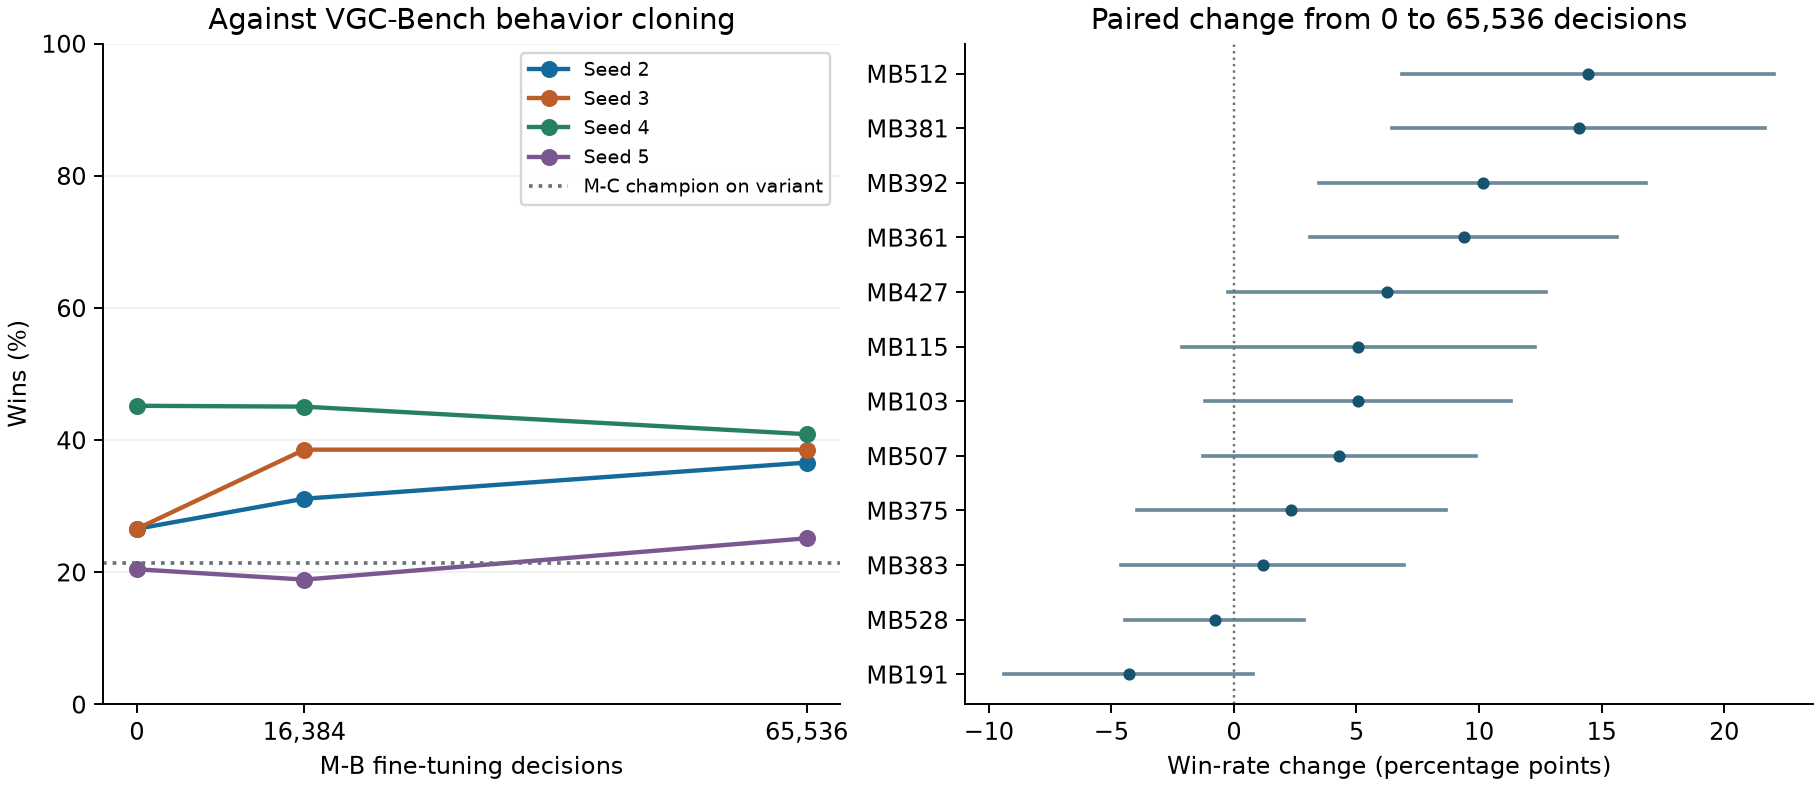 Against VGC-Bench behavior cloning
Wins (%)
100
80
60
40
20
0
Seed 2
Seed 3
Seed 4
Seed 5
M-C champion on variant
0
16,384
65,536
M-B fine-tuning decisions
Paired change from 0 to 65,536 decisions
MB512
MB381
MB392
MB361
MB427
MB115
MB103
MB507
MB375
MB383
MB528
MB191
−10
−5
0
5
10
15
20
Win-rate change (percentage points)